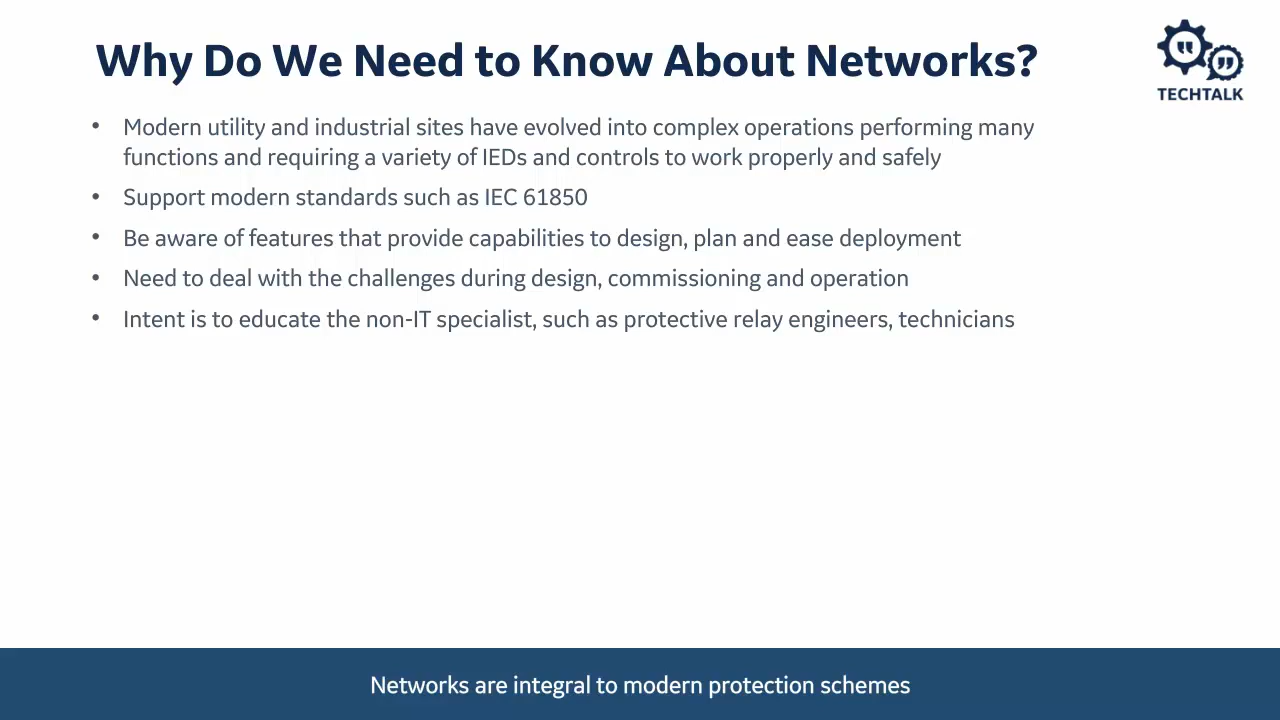 Why Do We Need to Know About Networks?
TECHTALK
• Modern utility and industrial sites have evolved into complex operations performing many
functions and requiring a variety of IEDs and controls to work properly and safely
• Support modern standards such as IEC 61850
• Be aware of features that provide capabilities to design, plan and ease deployment
• Need to deal with the challenges during design, commissioning and operation
• Intent is to educate the non-IT specialist, such as protective relay engineers, technicians
Networks are integral to modern protection schemes